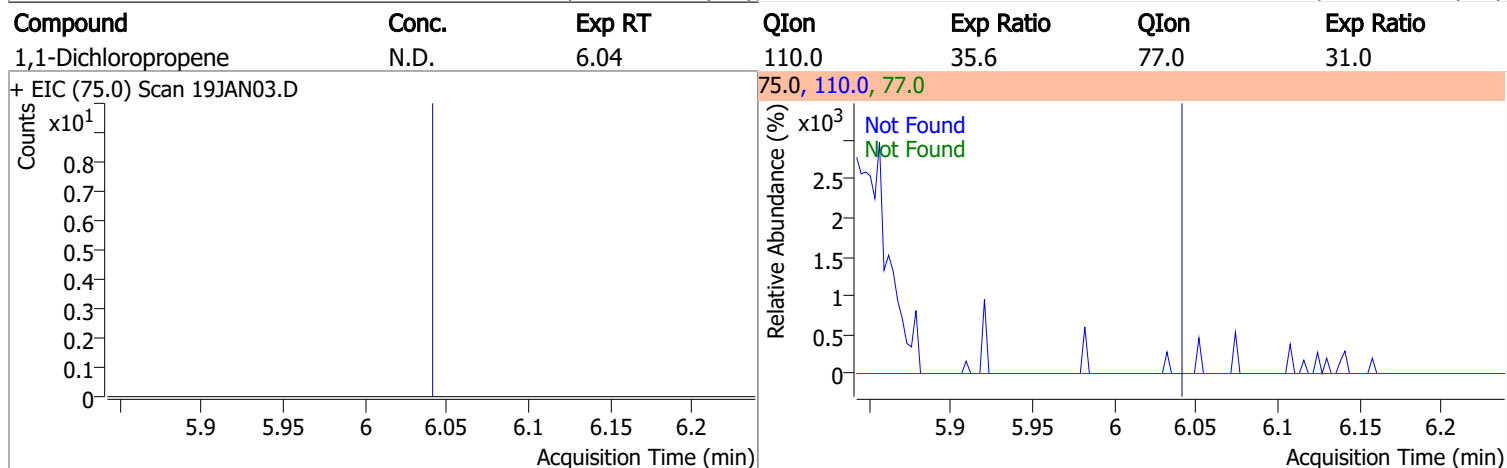 Compound Conc. Exp RT QIon Exp Ratio QIon Exp Ratio
1,1-Dichloropropene N.D. 6.04 110.0 35.6 77.0 31.0
+ EIC (75.0) Scan 19JAN03.D
Counts
x10¹
0.8
0.7
0.6
0.5
0.4
0.3
0.2
0.1
0
5.9 5.95 6 6.05 6.1 6.15 6.2
Acquisition Time (min)
75.0, 110.0, 77.0
Relative Abundance (%)
x10³
Not Found
Not Found
2.5
2
1.5
1
0.5
0
5.9 5.95 6 6.05 6.1 6.15 6.2
Acquisition Time (min)